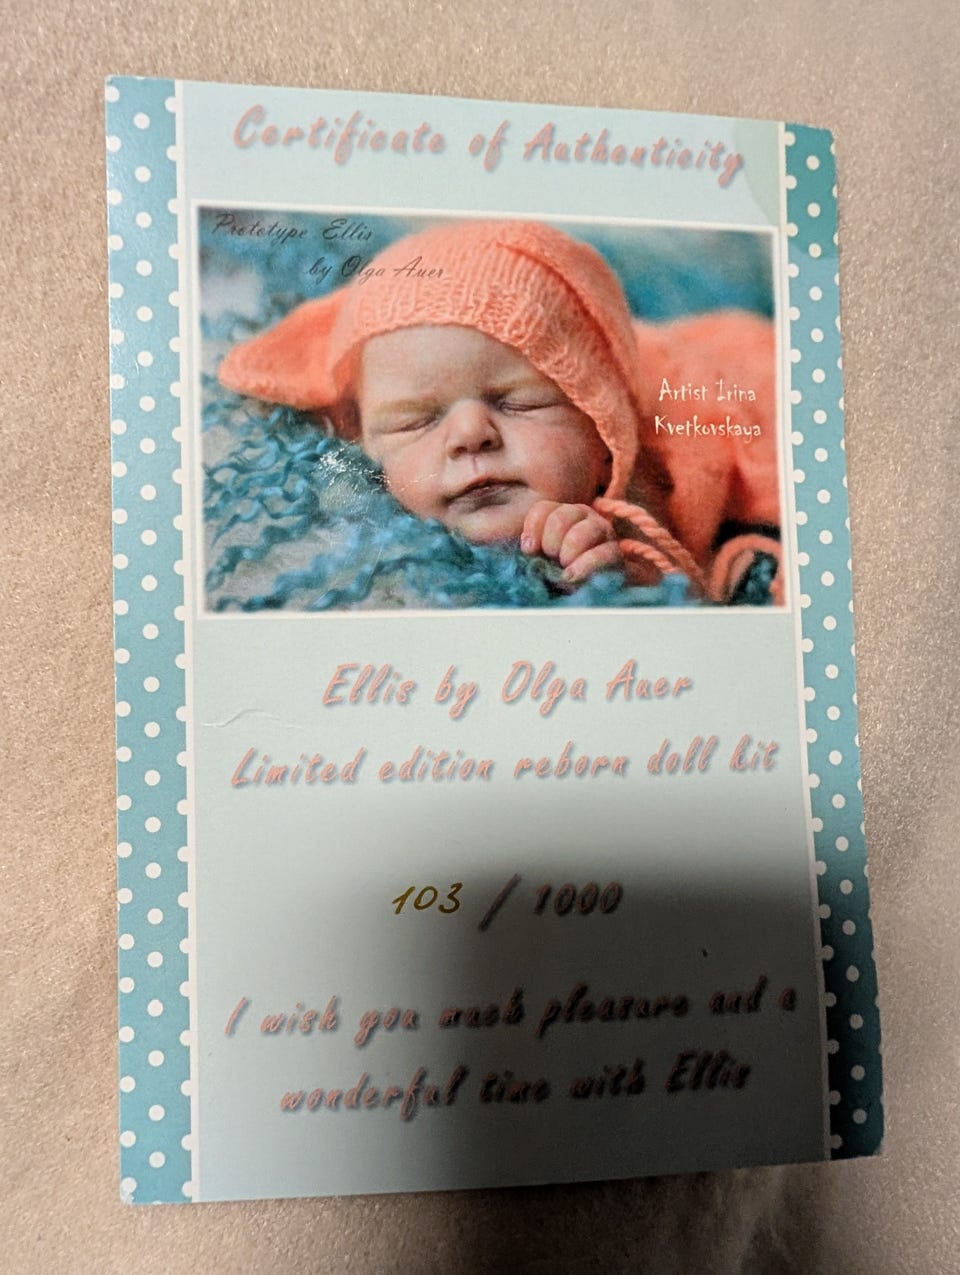 Certificate of Authenticity
Prototype Ellis
by Olga Auer
Artist Irina
Kvetkovskaya
Ellis by Olga Auer
Limited edition reborn doll kit
103 / 1000
I wish you much pleasure and a
wonderful time with Ellis